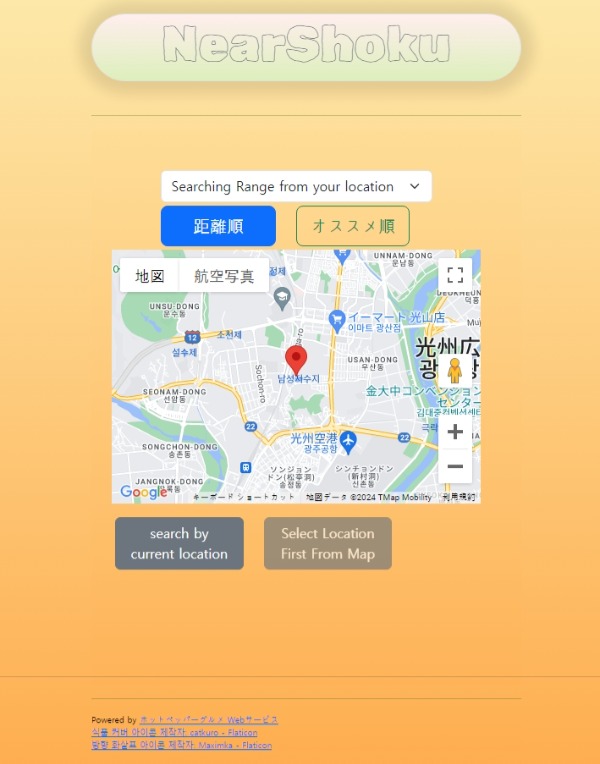 NearShoku
Searching Range from your location
距離順
オススメ順
地図
航空写真
UNNAM-DONG
운남동
UNSU-DONG
운수동
소천제
12
설수제
イーマート 光山店
이마트 광산점
光州広
USAN-DONG
우산동
남성저수지
Sochon-ro
SEONAM-DONG
선암동
金大中コンベンション
センター
김대중컨벤션센터
22
22
光州空港
광주공항
SONGCHON-DONG
송촌동
ソンジョン
ドン(松亭洞)
송정동
シンチョンドン
(新村洞)
신촌동
JANGNOK-DONG
장록동
Google
キーボード ショートカット
地図データ ©2024 TMap Mobility
利用規約
search by
current location
Select Location
First From Map
Powered by ホットペッパーグルメ Webサービス
식물 커버 아이콘 제작자: catkuro - Flaticon
방향 화살표 아이콘 제작자: Maximka - Flaticon